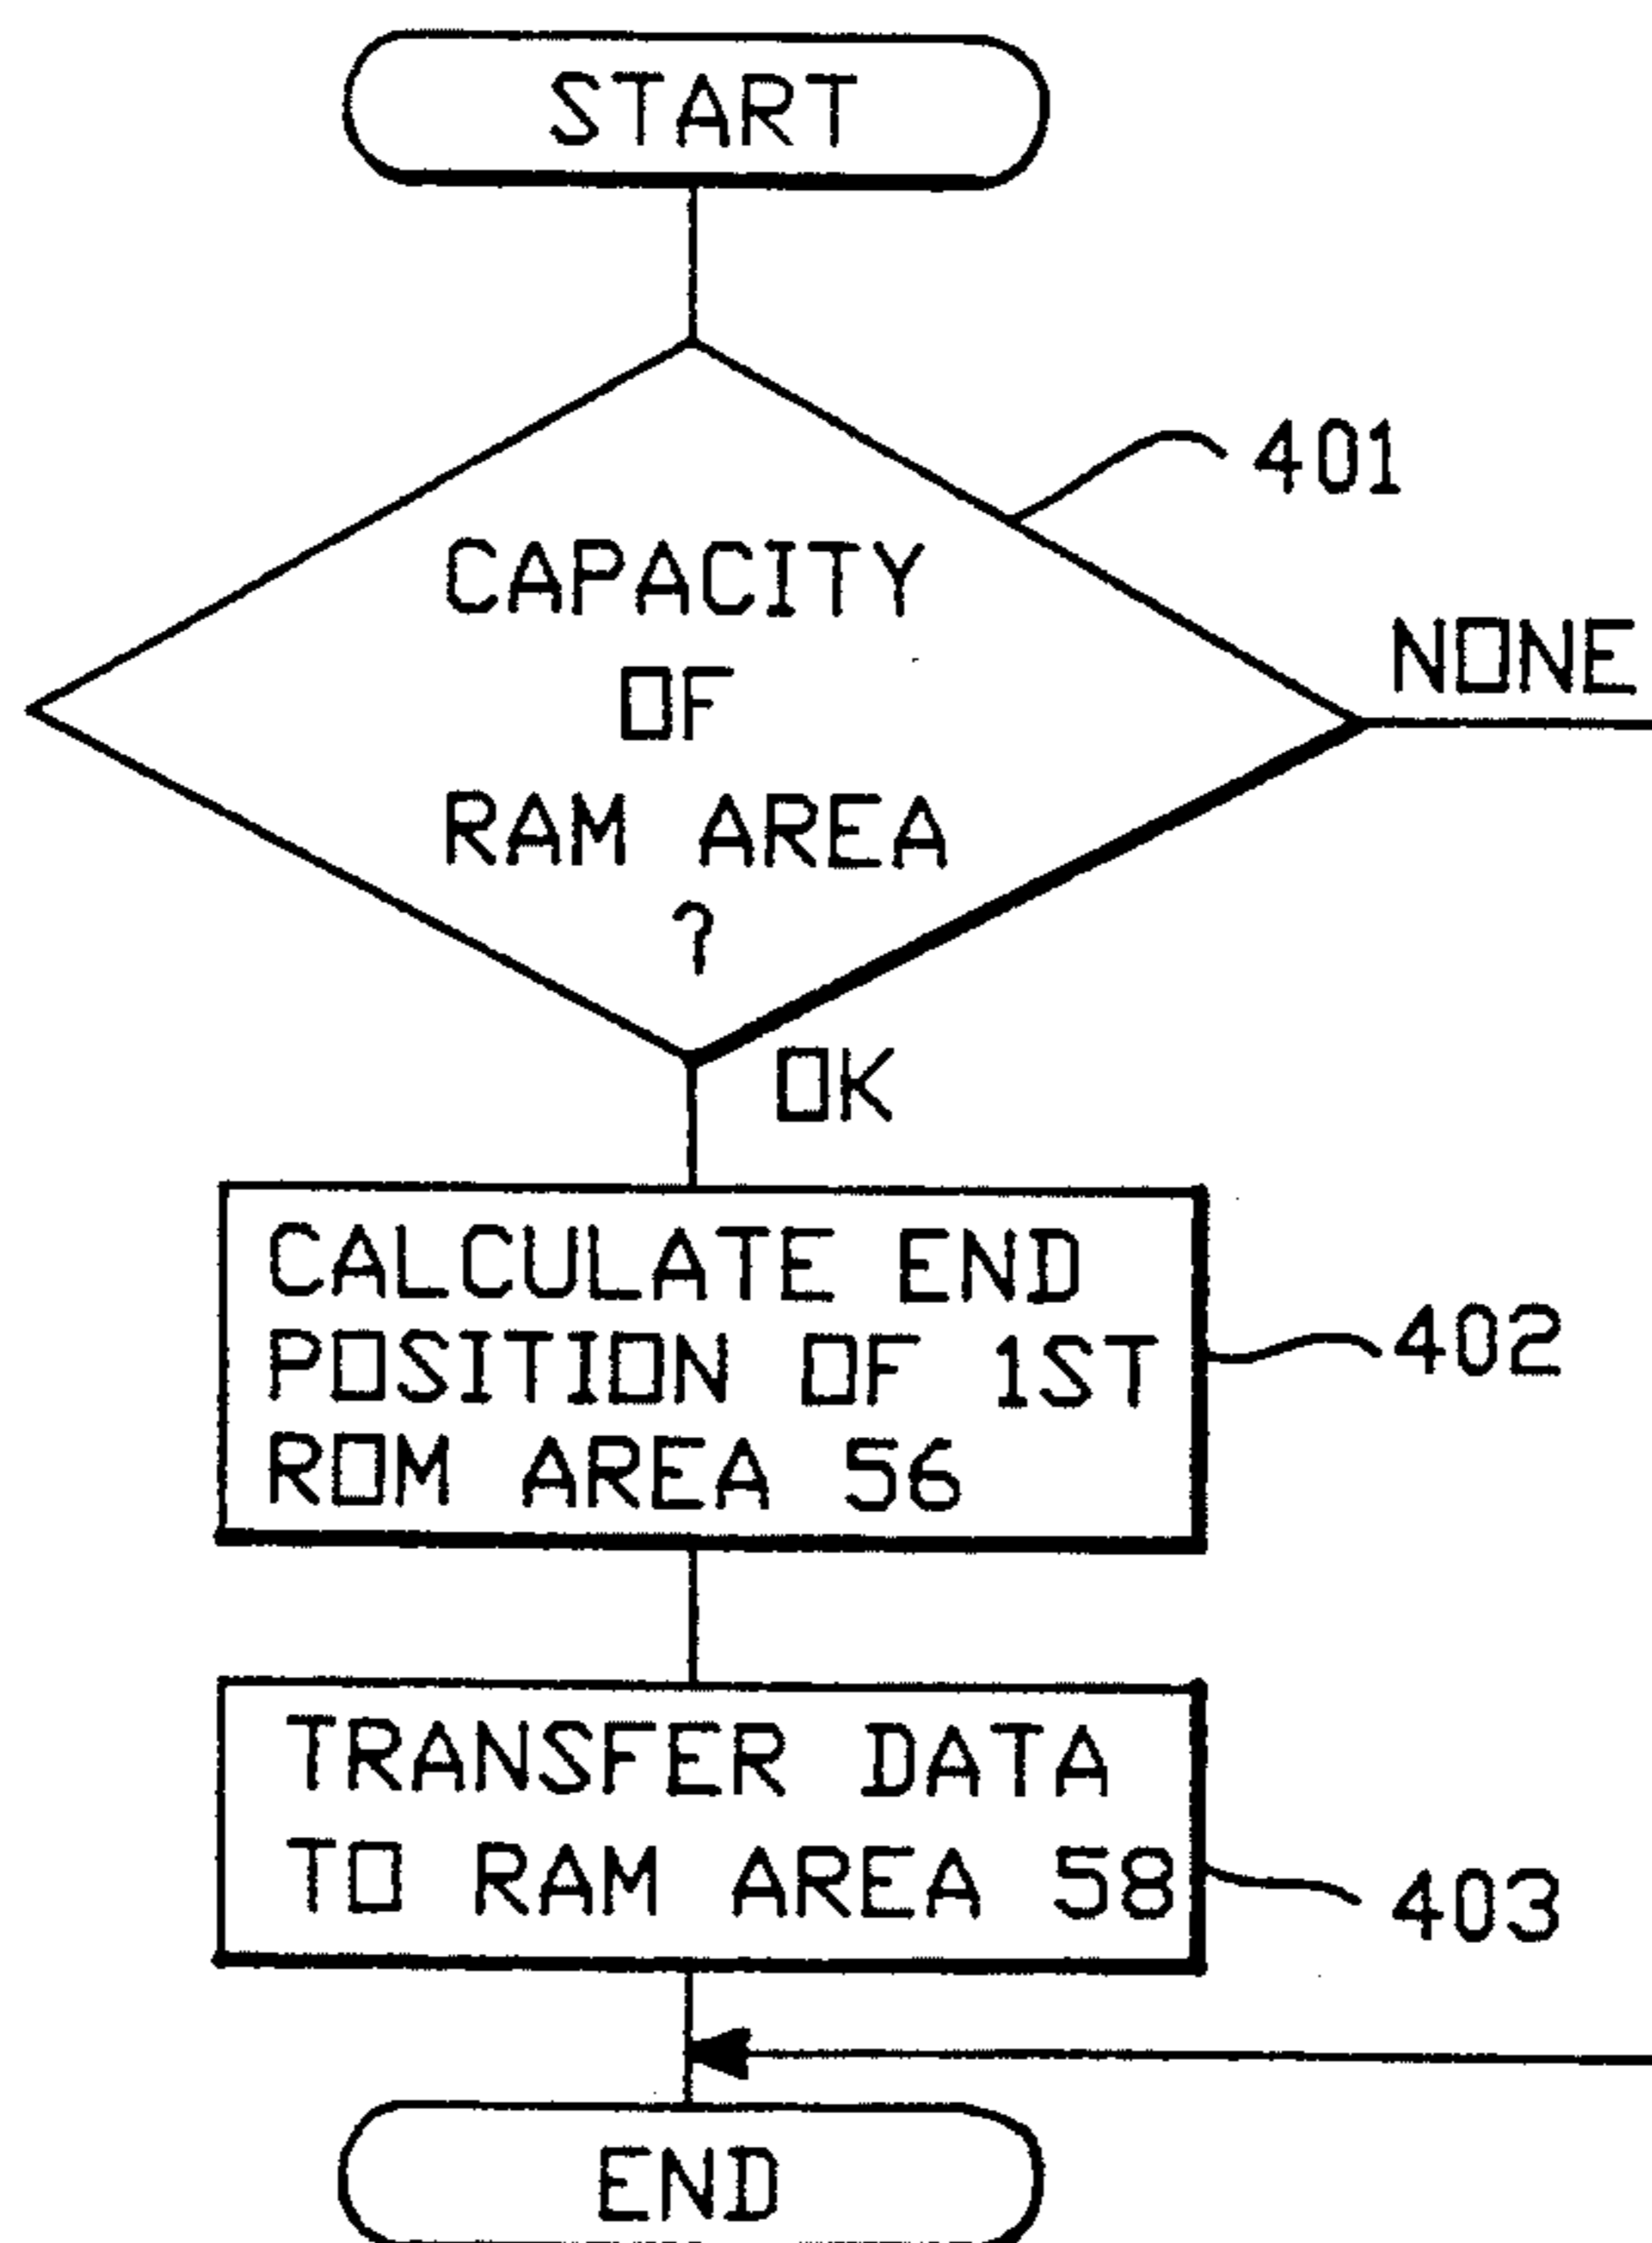 START
401
CAPACITY
OF
RAM AREA
?
NONE
OK
CALCULATE END
POSITION OF 1ST
ROM AREA 56
402
TRANSFER DATA
TO RAM AREA 58
403
END